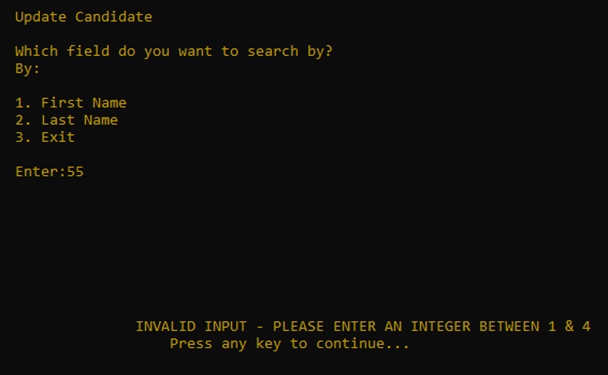 Update Candidate
Which field do you want to search by?
By:
1. First Name
2. Last Name
3. Exit
Enter:55
INVALID INPUT - PLEASE ENTER AN INTEGER BETWEEN 1 & 4
Press any key to continue...